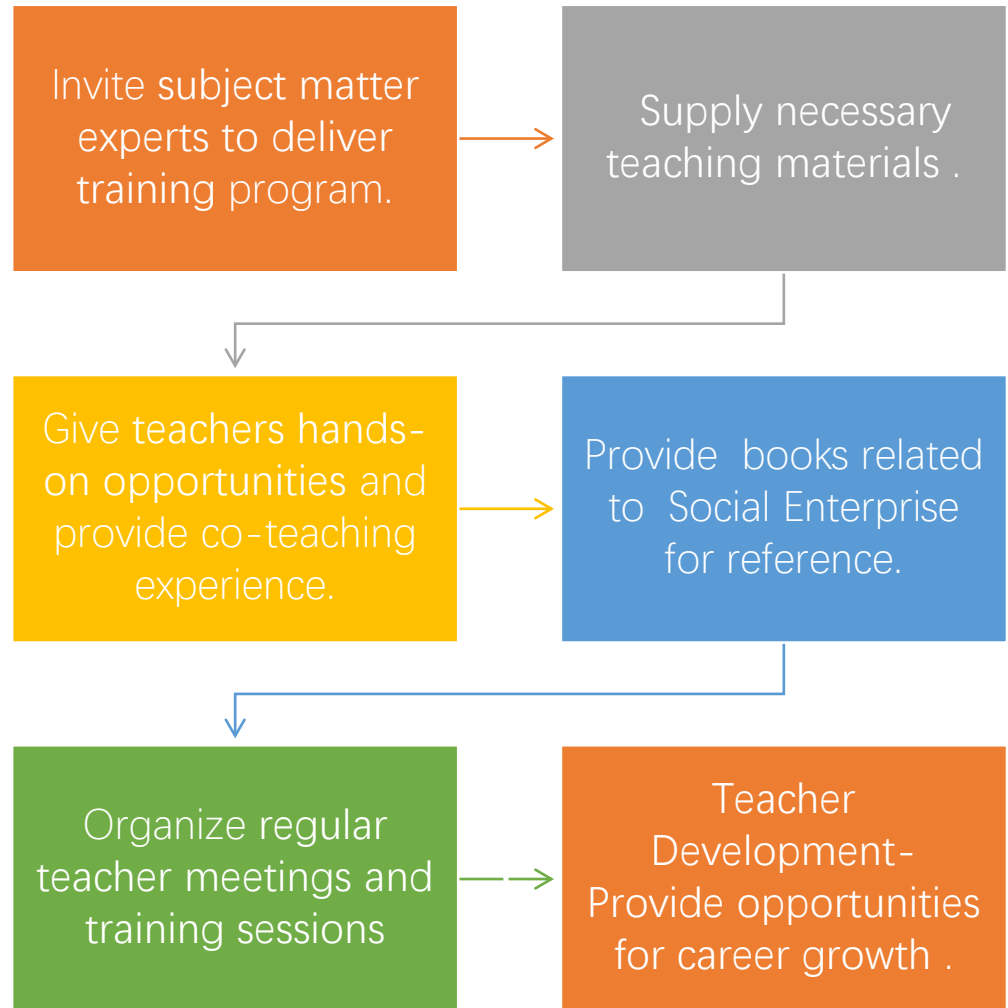 Invite subject matter
experts to deliver
training program.
Supply necessary
teaching materials .
Give teachers hands-
on opportunities and
provide co-teaching
experience.
Provide  books related
to  Social Enterprise
for reference.
Organize regular
teacher meetings and
training sessions
Teacher
Development-
Provide opportunities
for career growth .